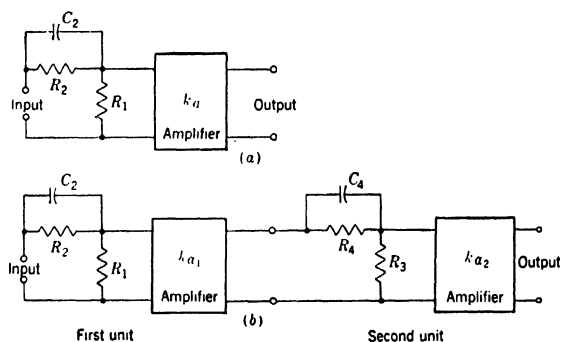 C₂
R₂
Input
R₁
kₐ
Amplifier
Output
(a)
C₂
R₂
Input
R₁
kₐ₁
Amplifier
C₄
R₄
R₃
kₐ₂
Amplifier
Output
First unit
(b)
Second unit